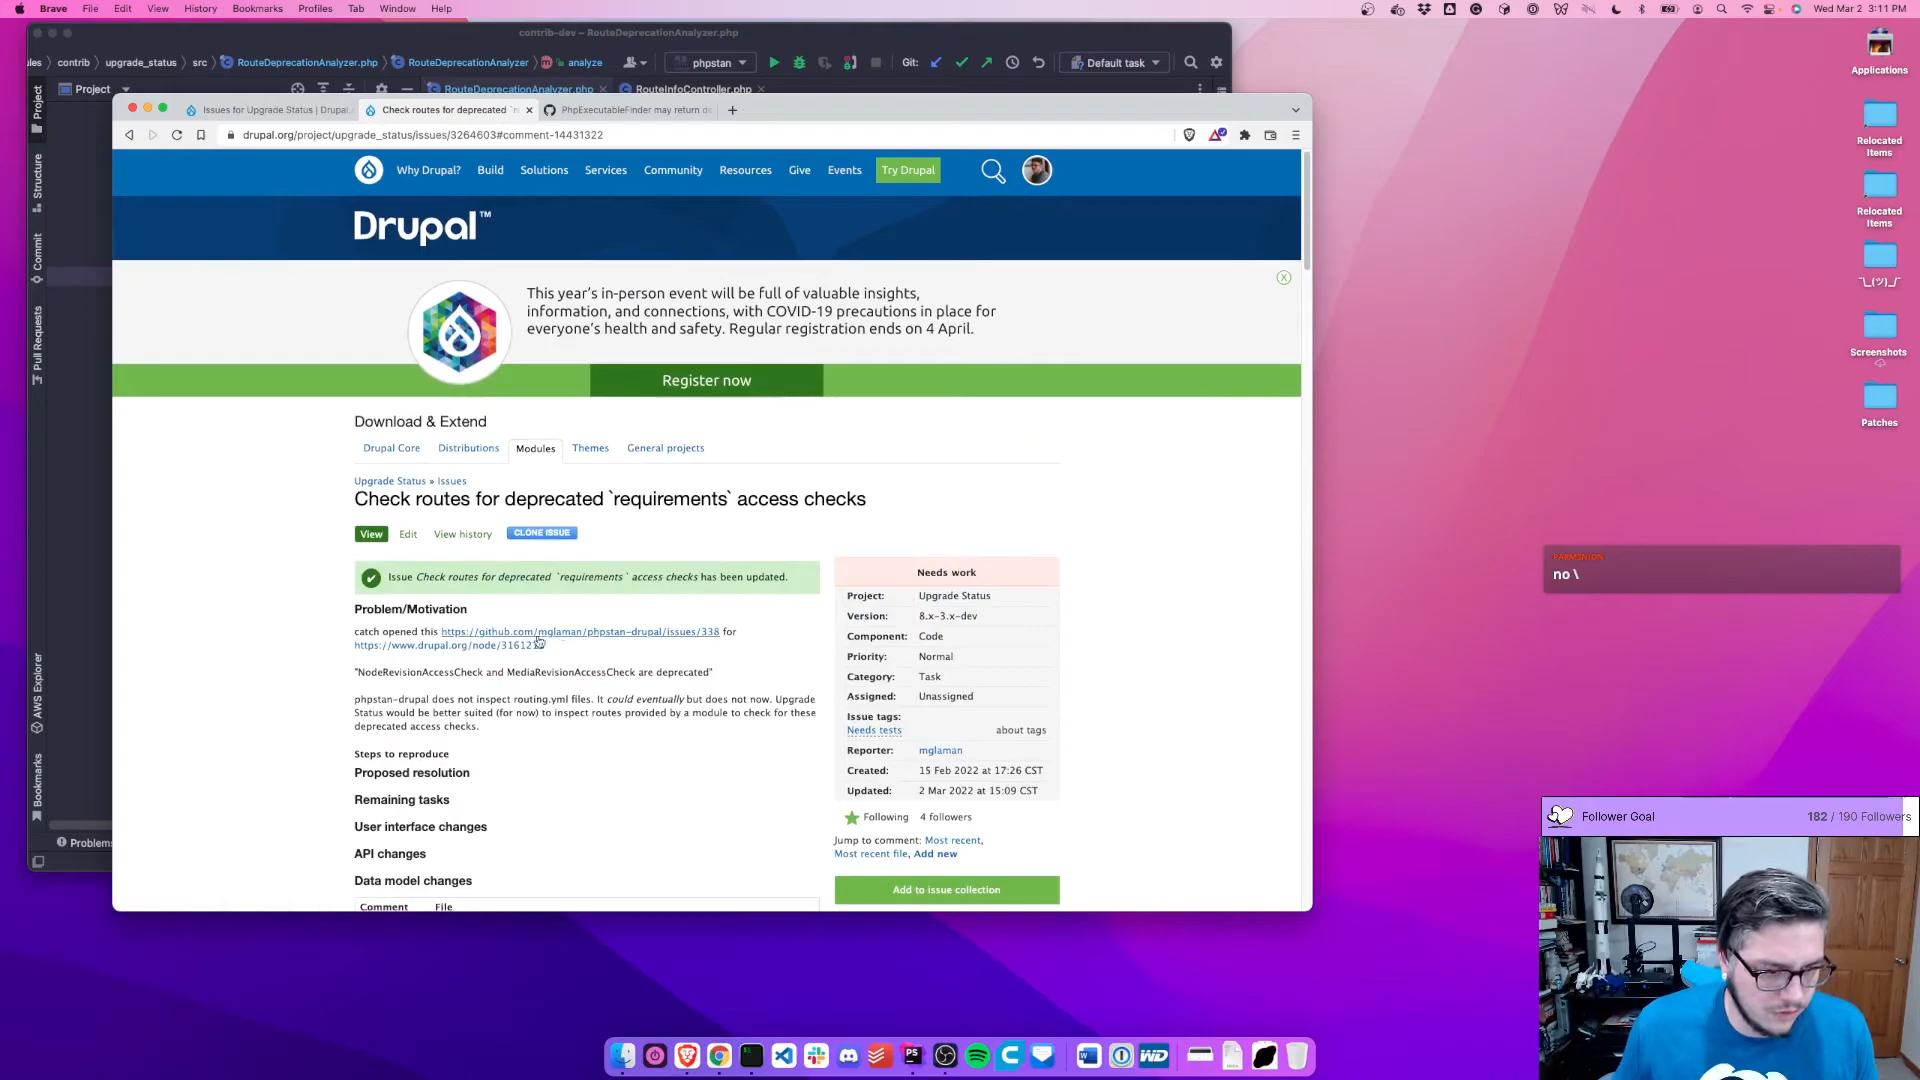 Brave File Edit View History Bookmarks Profiles Tab Window Help Wed Mar 2 3:11 PM
contrib-dev – RouteDeprecationAnalyzer.php
contrib upgrade_status src RouteDeprecationAnalyzer.php RouteDeprecationAnalyzer analyze phpstan Git: Default task
Project RouteDeprecationAnalyzer.php RouteInfoController.php
Issues for Upgrade Status | Drupal. Check routes for deprecated `re PhpExecutableFinder may return di
drupal.org/project/upgrade_status/issues/3264603#comment-14431322
Why Drupal? Build Solutions Services Community Resources Give Events Try Drupal
Drupal™
This year's in-person event will be full of valuable insights,
information, and connections, with COVID-19 precautions in place for
everyone's health and safety. Regular registration ends on 4 April.
Register now
Download & Extend
Drupal Core Distributions Modules Themes General projects
Upgrade Status » Issues
Check routes for deprecated `requirements` access checks
View Edit View history CLONE ISSUE
Issue Check routes for deprecated `requirements` access checks has been updated.
Problem/Motivation
catch opened this https://github.com/mglaman/phpstan-drupal/issues/338 for
https://www.drupal.org/node/31612
"NodeRevisionAccessCheck and MediaRevisionAccessCheck are deprecated"
phpstan-drupal does not inspect routing.yml files. It could eventually but does not now. Upgrade
Status would be better suited (for now) to inspect routes provided by a module to check for these
deprecated access checks.
Steps to reproduce
Proposed resolution
Remaining tasks
User interface changes
API changes
Data model changes
Comment File
Needs work
Project: Upgrade Status
Version: 8.x-3.x-dev
Component: Code
Priority: Normal
Category: Task
Assigned: Unassigned
Issue tags:
Needs tests about tags
Reporter: mglaman
Created: 15 Feb 2022 at 17:26 CST
Updated: 2 Mar 2022 at 15:09 CST
Following 4 followers
Jump to comment: Most recent,
Most recent file, Add new
Add to issue collection
Project
Structure
Commit
Pull Requests
AWS Explorer
Bookmarks
Problems
Applications
Relocated
Items
Relocated
Items
¯\_(ツ)_/¯
Screenshots
Patches
PARM3NION
no \
Follower Goal 182 / 190 Followers
PS
WD